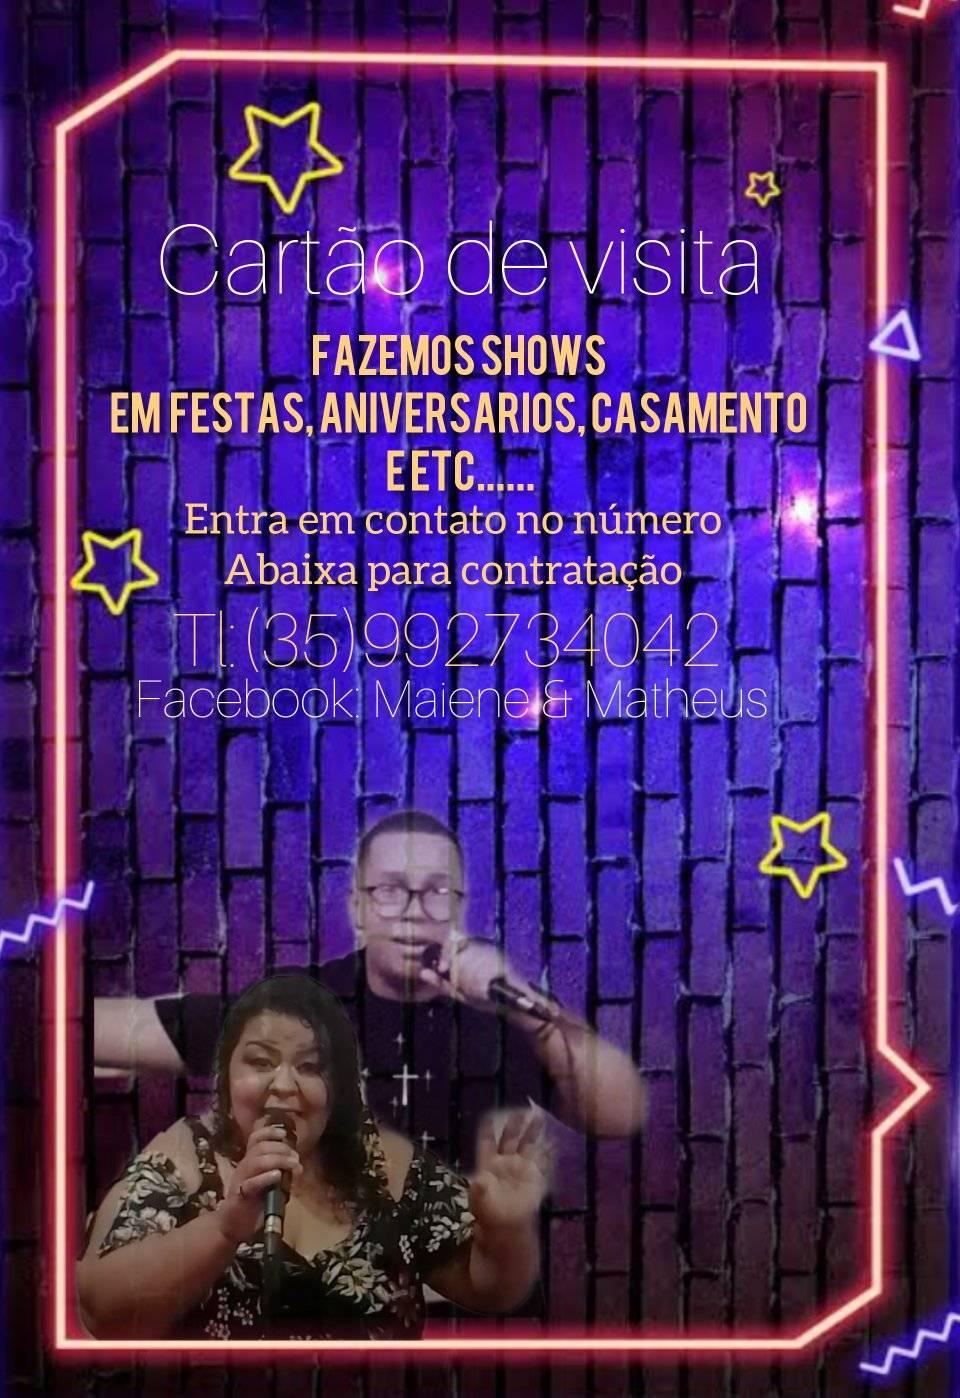 Cartão de visita
FAZEMOS SHOWS
EM FESTAS, ANIVERSARIOS, CASAMENTO
E ETC......
Entra em contato no número
Abaixa para contratação
Tl:(35)992734042
Facebook: Maiene & Matheus